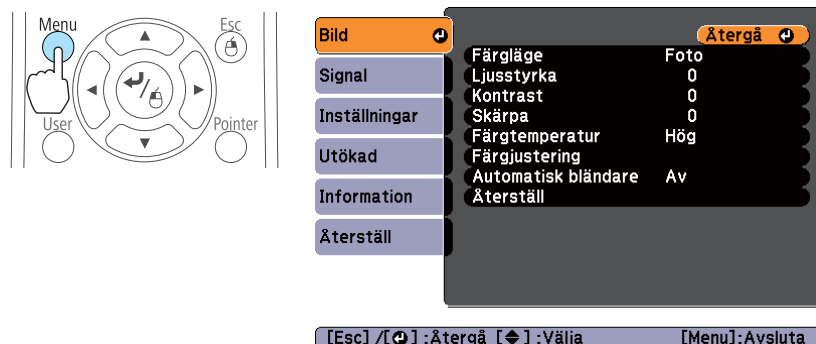 Menu
Esc
User
Pointer
Bild
Signal
Inställningar
Utökad
Information
Återställ
Återgå
Färgläge Foto
Ljusstyrka 0
Kontrast 0
Skärpa 0
Färgtemperatur Hög
Färgjustering
Automatisk bländare Av
Återställ
[Esc] /[ ] :Återgå [ ] :Välja [Menu]:Avsluta